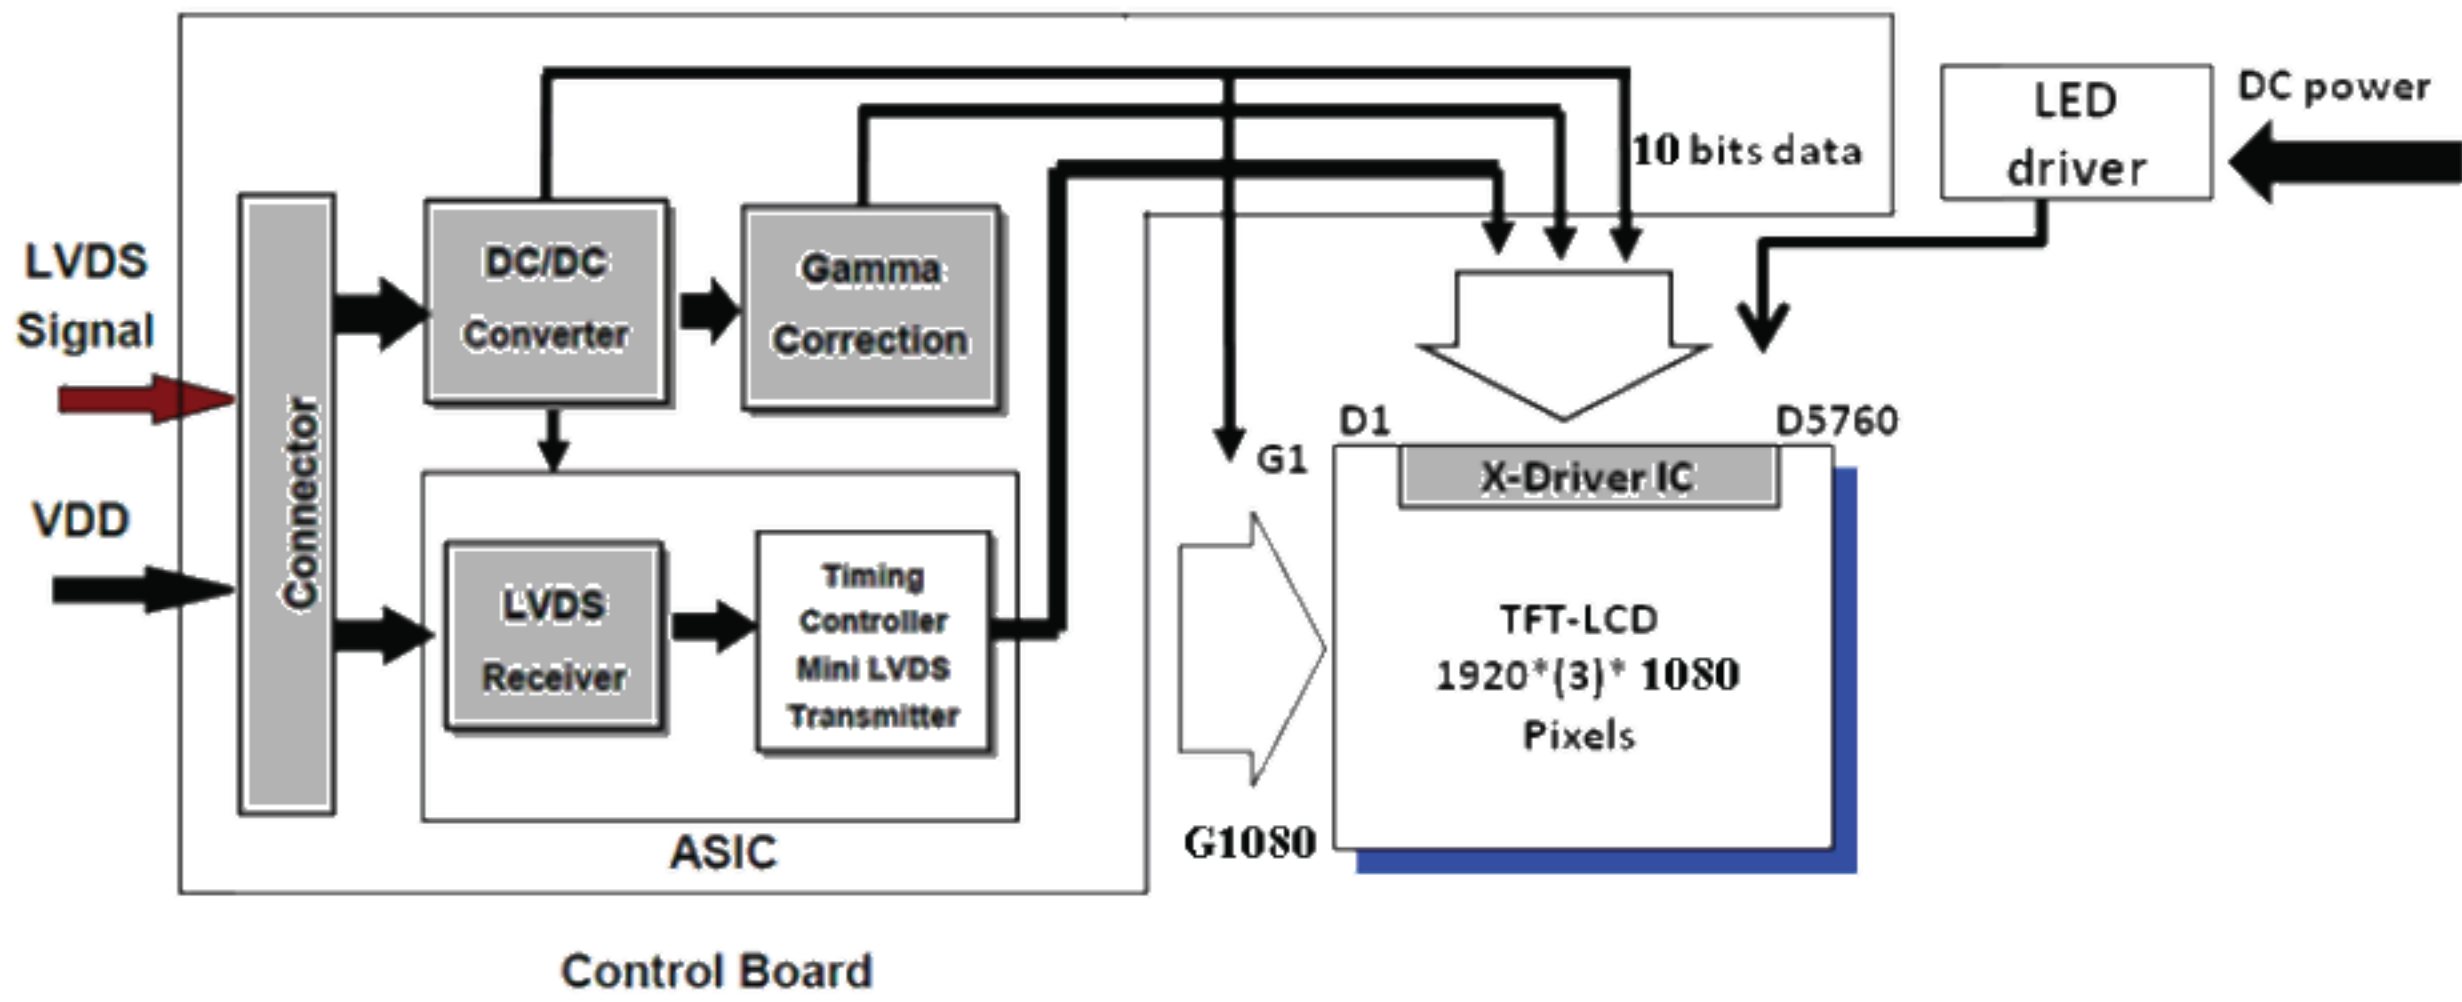 LVDS
Signal
VDD
Connector
DC/DC
Converter
Gamma
Correction
LVDS
Receiver
Timing
Controller
Mini LVDS
Transmitter
ASIC
Control Board
10 bits data
LED
driver
DC power
G1
G1080
D1
D5760
X-Driver IC
TFT-LCD
1920*(3)* 1080
Pixels